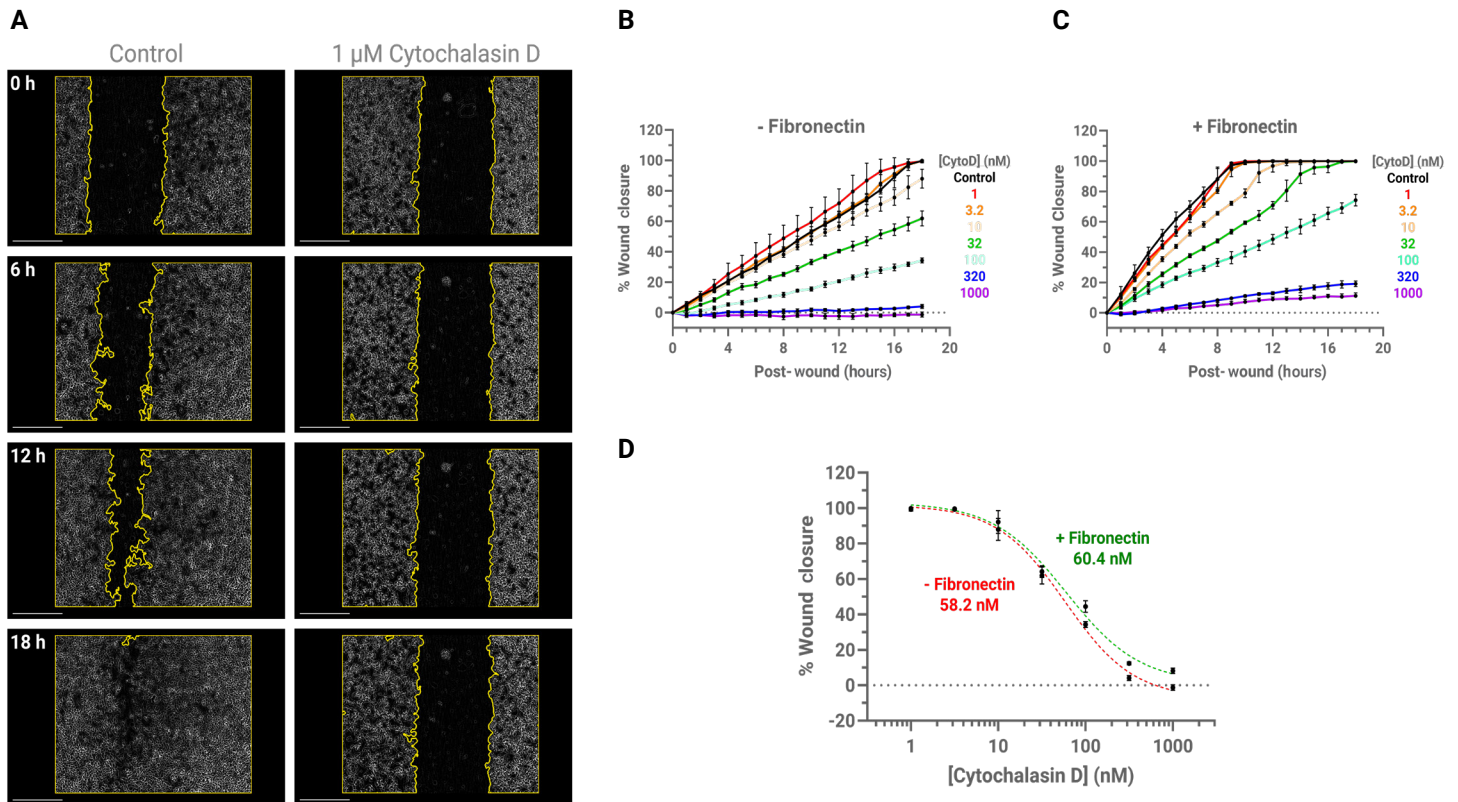 A
Control
1 µM Cytochalasin D
0 h
6 h
12 h
18 h
B
- Fibronectin
% Wound closure
120
100
80
60
40
20
0
0 4 8 12 16 20
Post- wound (hours)
[CytoD] (nM)
Control
1
3.2
10
32
100
320
1000
C
+ Fibronectin
% Wound closure
120
100
80
60
40
20
0
0 4 8 12 16 20
Post- wound (hours)
[CytoD] (nM)
Control
1
3.2
10
32
100
320
1000
D
% Wound closure
120
100
80
60
40
20
0
-20
+ Fibronectin
60.4 nM
- Fibronectin
58.2 nM
1 10 100 1000
[Cytochalasin D] (nM)